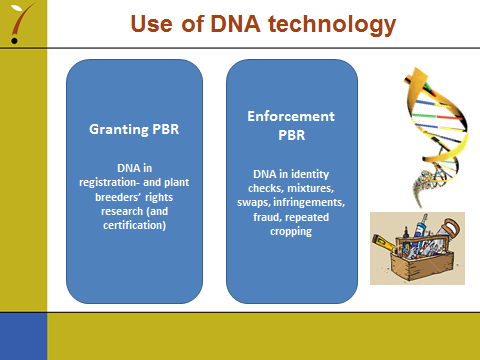 Use of DNA technology
Granting PBR
DNA in
registration- and plant
breeders' rights
research (and
certification)
Enforcement
PBR
DNA in identity
checks, mixtures,
swaps, infringements,
fraud, repeated
cropping